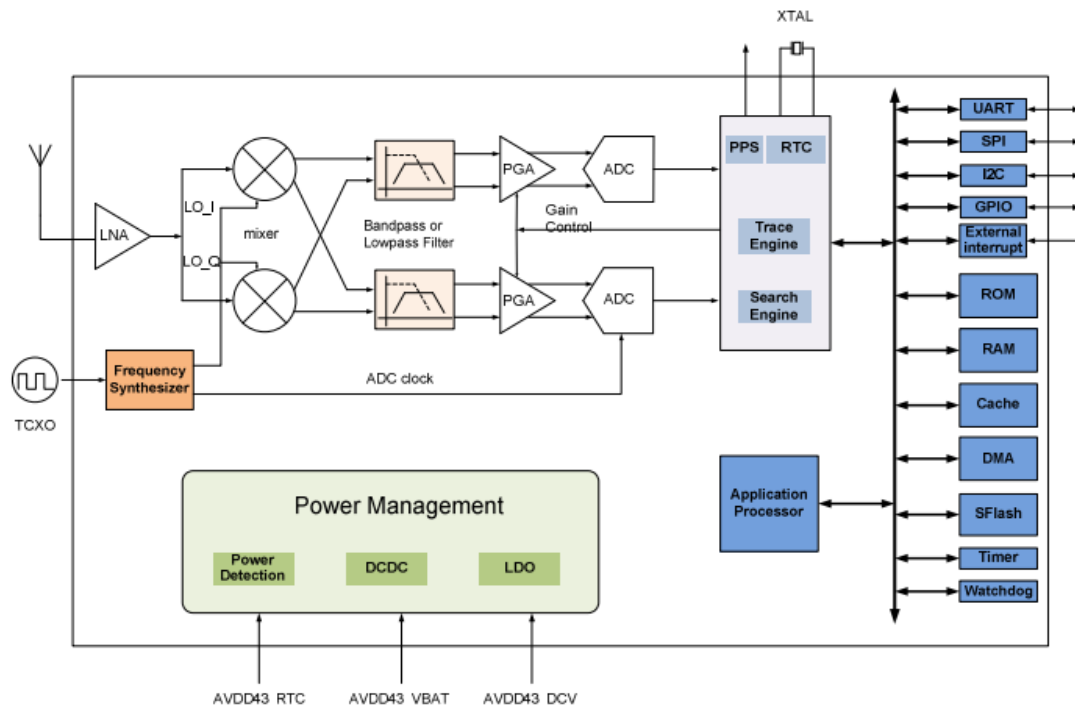 XTAL
UART
SPI
I2C
GPIO
External
interrupt
ROM
RAM
Cache
DMA
SFlash
Timer
Watchdog
PPS
RTC
Trace
Engine
Search
Engine
LNA
LO_I
LO_Q
mixer
Bandpass or
Lowpass Filter
PGA
ADC
Gain
Control
PGA
ADC
Frequency
Synthesizer
ADC clock
TCXO
Application
Processor
Power Management
Power
Detection
DCDC
LDO
AVDD43_RTC
AVDD43_VBAT
AVDD43_DCV